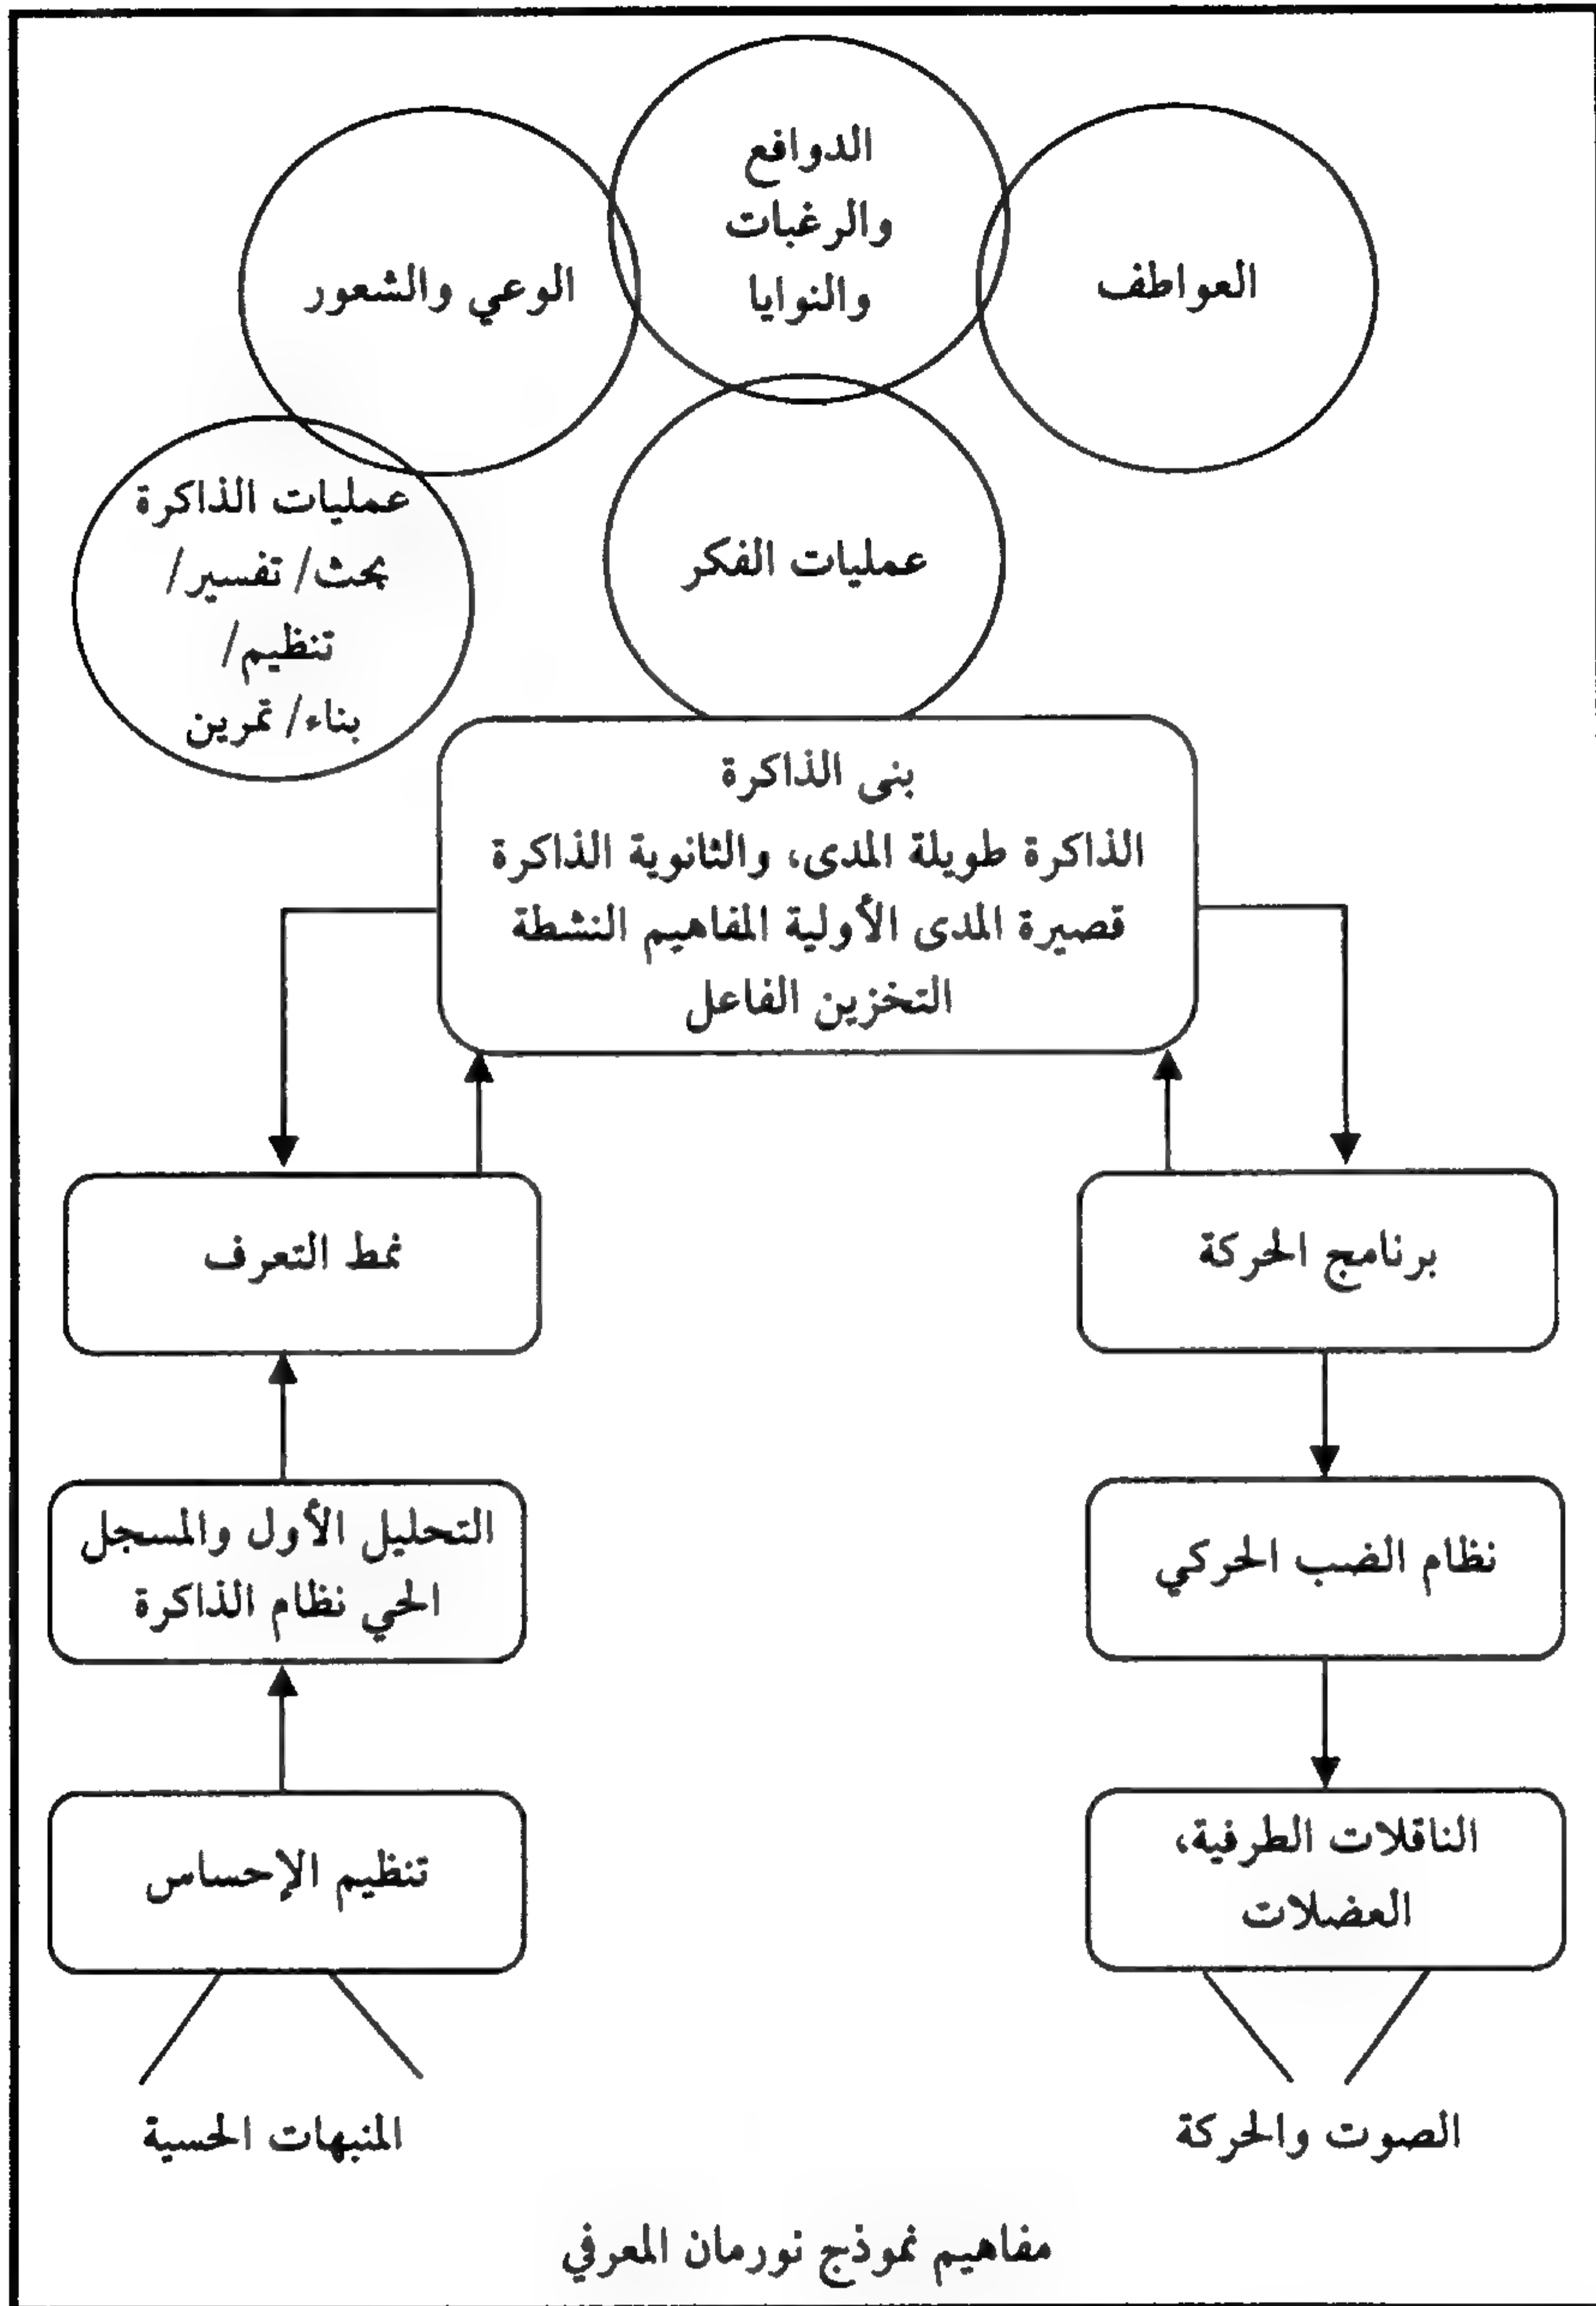 الدوافع
والرغبات
والنوايا
العواطف
الوعي والشعور
عمليات الذاكرة
بحث/ تفسير/
تنظيم/
بناء/ تمرين
عمليات الفكر
بنى الذاكرة
الذاكرة طويلة المدى، والثانوية الذاكرة
قصيرة المدى الأولية المفاهيم النشطة
التخزين الفاعل
برنامج الحركة
نمط التعرف
نظام الضب الحركي
التحليل الأول والمسجل
الحي نظام الذاكرة
الناقلات الطرفية،
العضلات
تنظيم الإحساس
الصوت والحركة
المنبهات الحسية
مفاهيم نموذج نورمان المعرفي